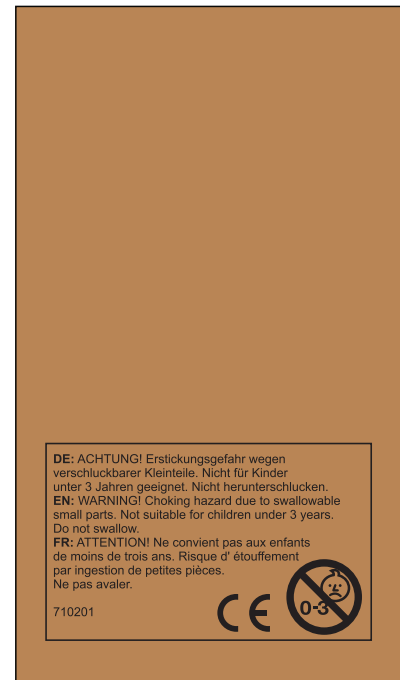 DE: ACHTUNG! Erstickungsgefahr wegen
verschluckbarer Kleinteile. Nicht für Kinder
unter 3 Jahren geeignet. Nicht herunterschlucken.
EN: WARNING! Choking hazard due to swallowable
small parts. Not suitable for children under 3 years.
Do not swallow.
FR: ATTENTION! Ne convient pas aux enfants
de moins de trois ans. Risque d' étouffement
par ingestion de petites pièces.
Ne pas avaler.
710201
CE
0-3